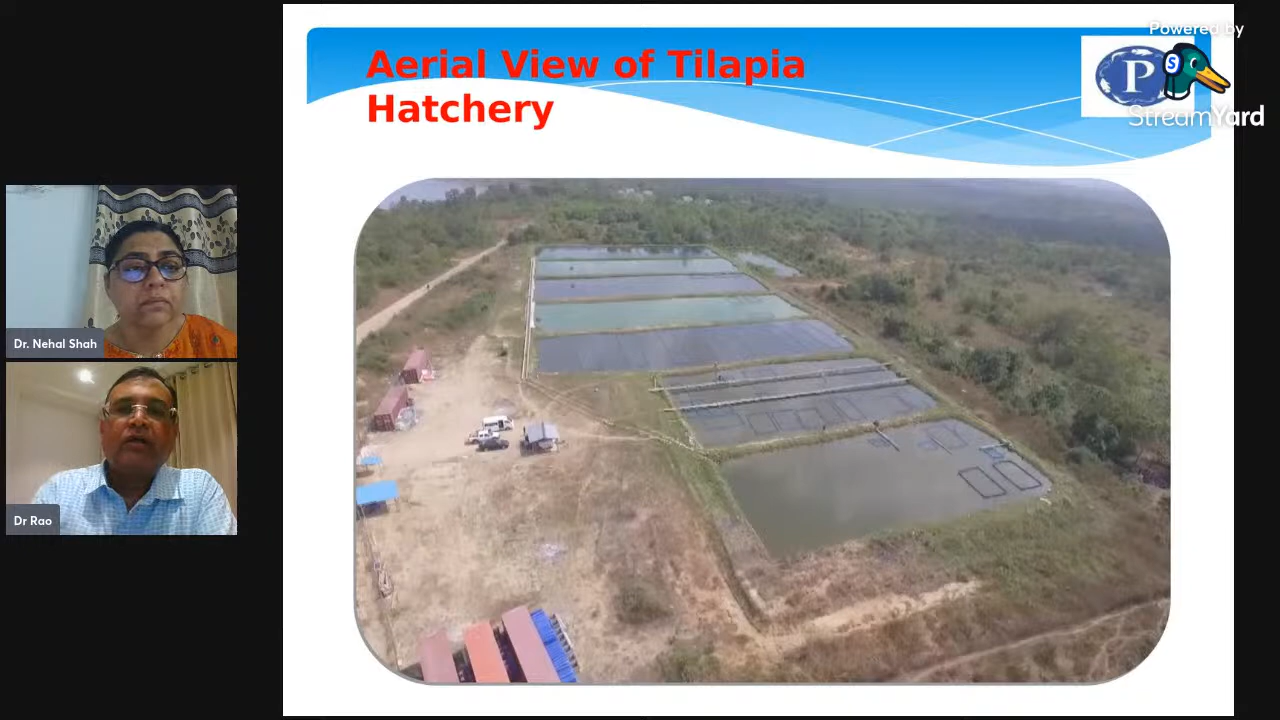 Aerial View of Tilapia
Hatchery
Powered by
P
S
StreamYard
Dr. Nehal Shah
Dr Rao